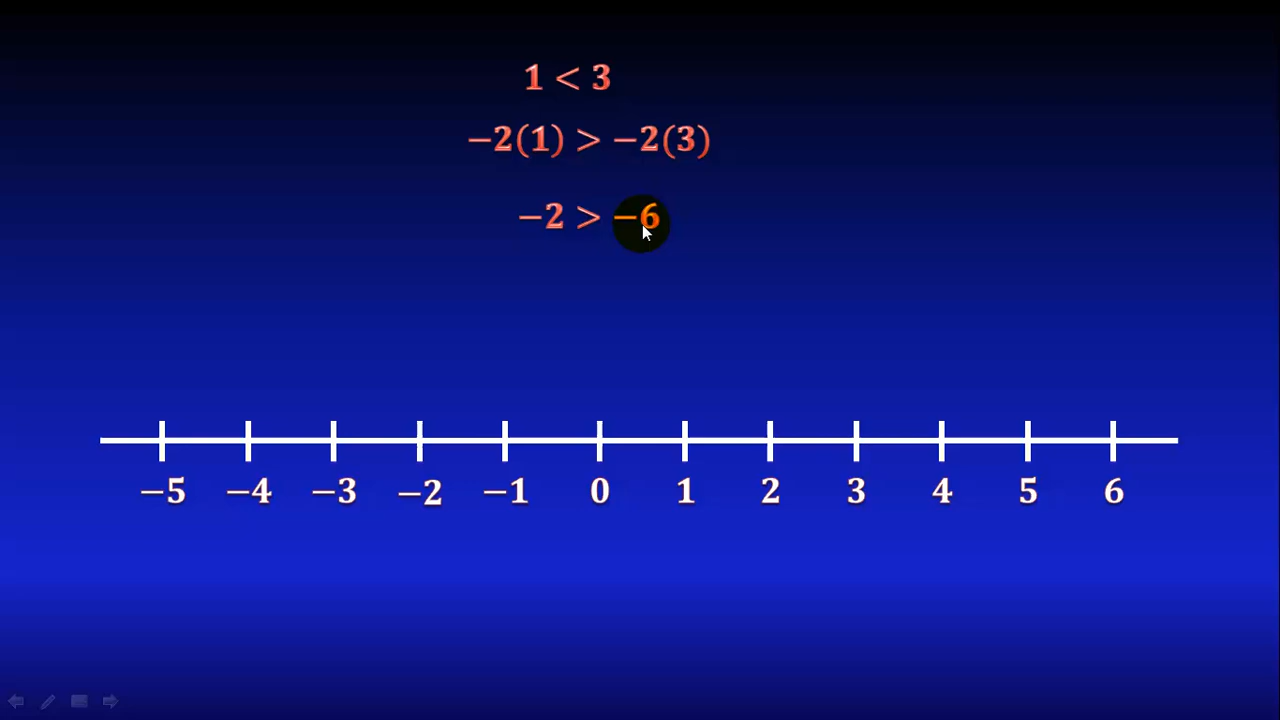 1 < 3
−2(1) > −2(3)
−2 > −6
−5 −4 −3 −2 −1 0 1 2 3 4 5 6